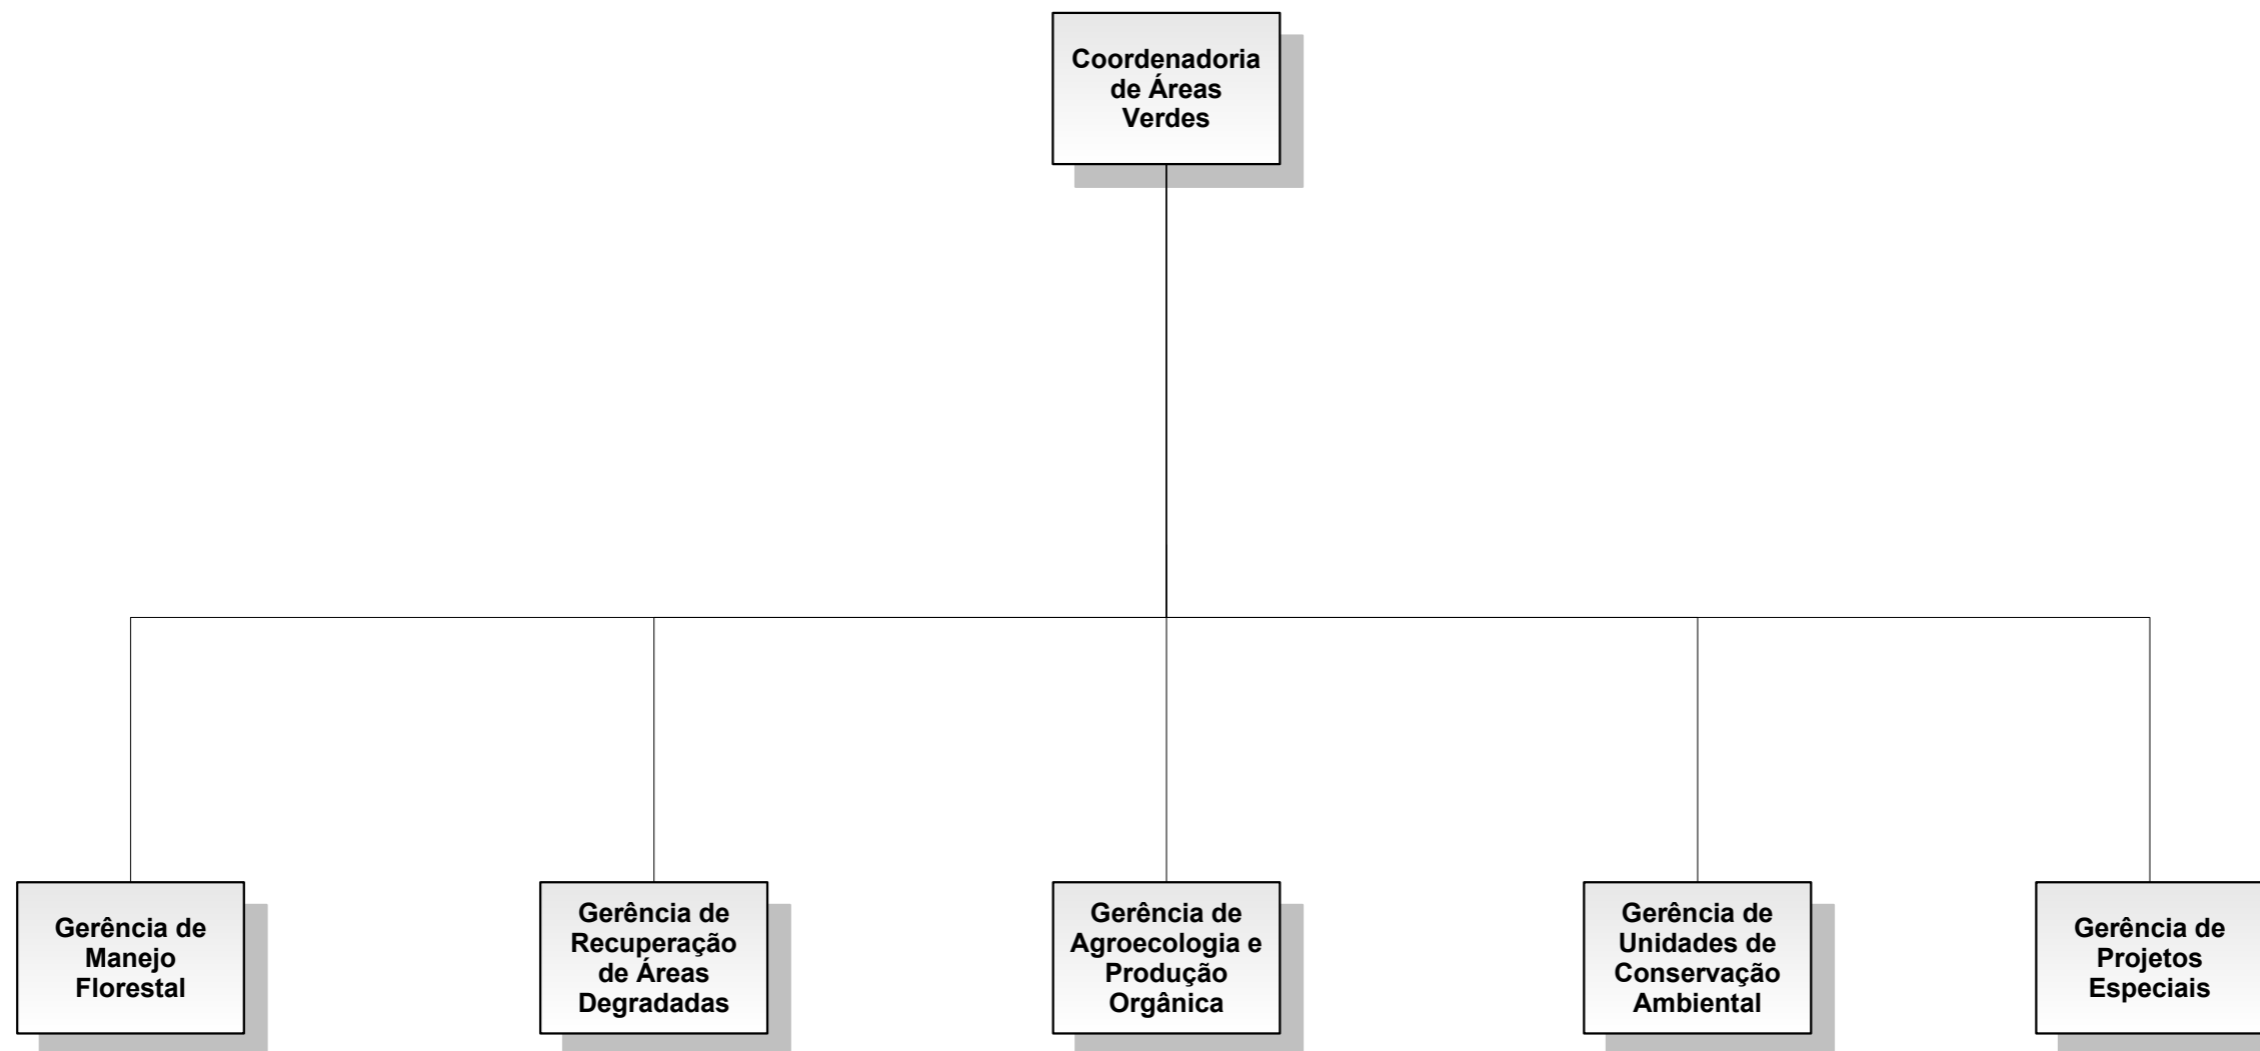 Coordenadoria
de Áreas
Verdes
Gerência de
Manejo
Florestal
Gerência de
Recuperação
de Áreas
Degradadas
Gerência de
Agroecologia e
Produção
Orgânica
Gerência de
Unidades de
Conservação
Ambiental
Gerência de
Projetos
Especiais